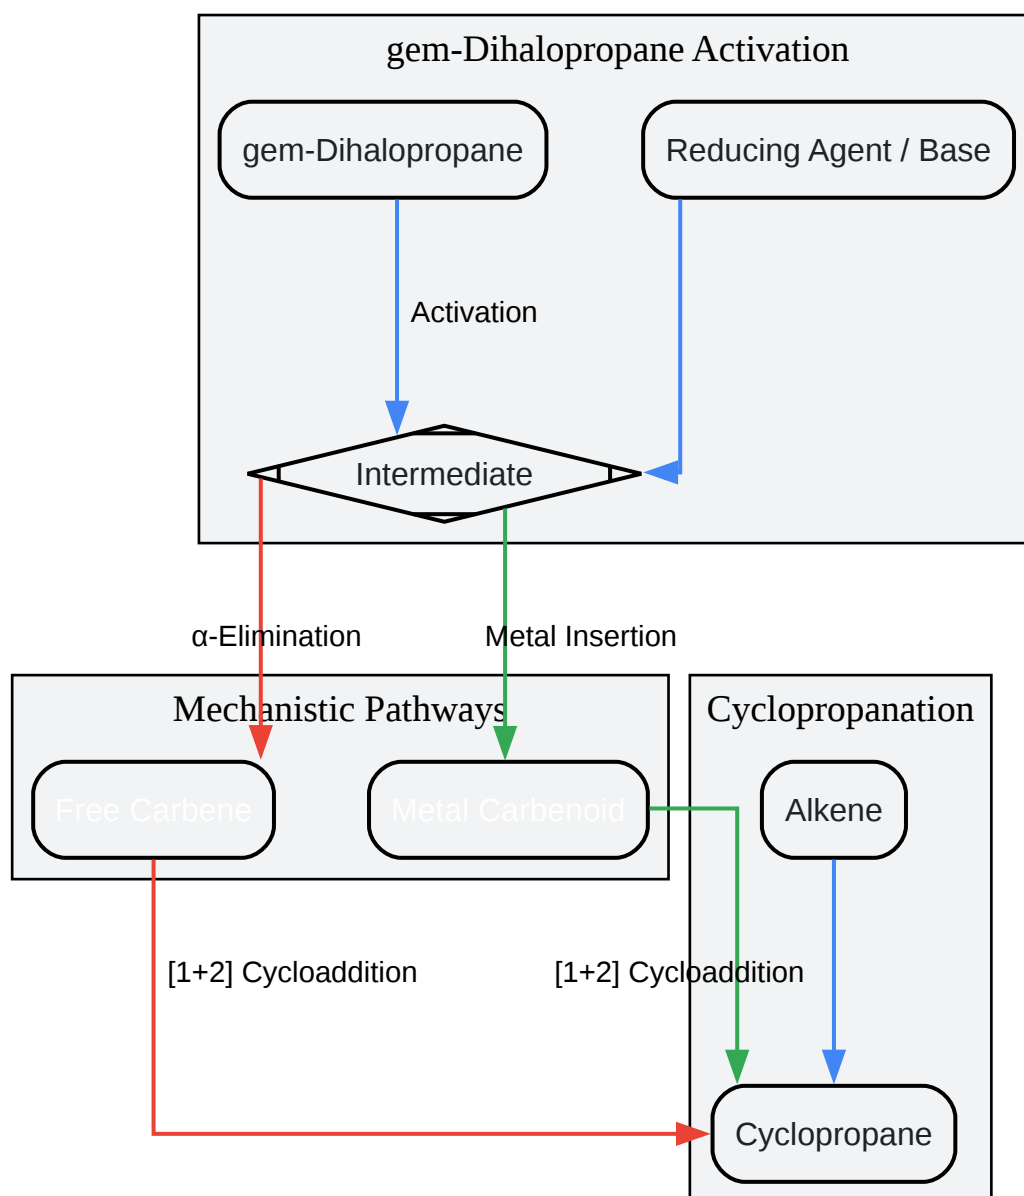 gem-Dihalopropane Activation
gem-Dihalopropane
Reducing Agent / Base
Activation
Intermediate
α-Elimination
Metal Insertion
Mechanistic Pathways
Cyclopropanation
Free Carbene
Metal Carbenoid
Alkene
[1+2] Cycloaddition
[1+2] Cycloaddition
Cyclopropane